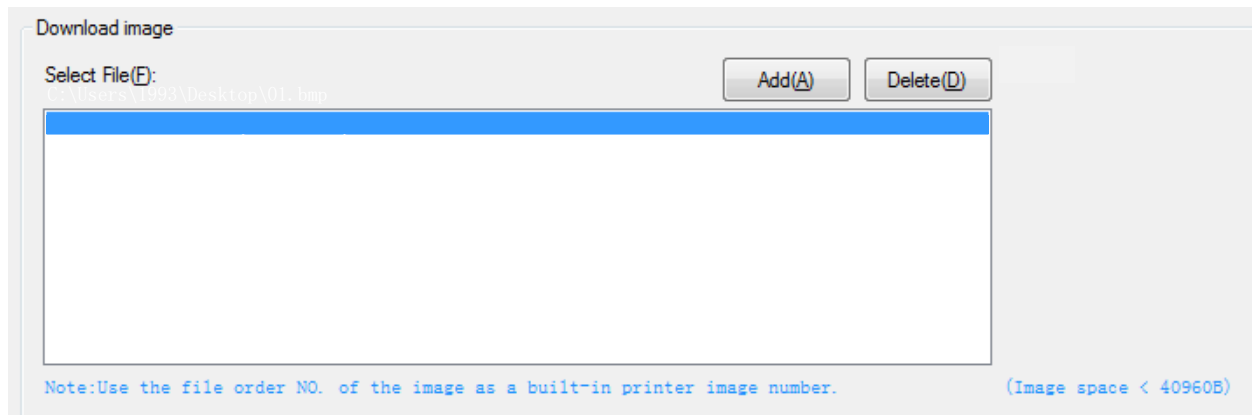 Download image
Select File(F):
Add(A)
Delete(D)
C:\Users\1993\Desktop\01.bmp
Note:Use the file order NO. of the image as a built-in printer image number.
(Image space < 40960B)